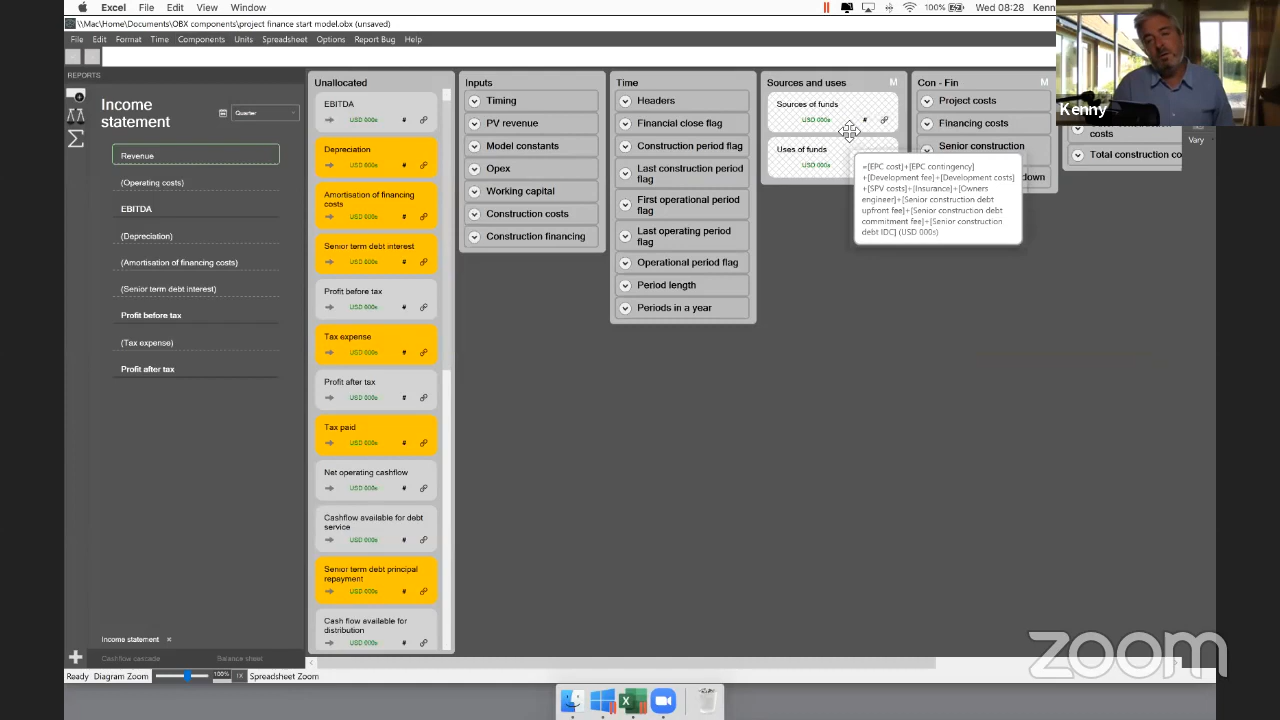 Excel File Edit View Window
100% Wed 08:28 Kenn
\\Mac\Home\Documents\OBX components\project finance start model.obx (unsaved)
File Edit Format Time Components Units Spreadsheet Options Report Bug Help
REPORTS
Income
statement
Quarter
Revenue
(Operating costs)
EBITDA
(Depreciation)
(Amortisation of financing costs)
(Senior term debt interest)
Profit before tax
(Tax expense)
Profit after tax
Income statement ×
Cashflow cascade Balance sheet
Ready Diagram Zoom 100% 1X Spreadsheet Zoom
Unallocated
EBITDA
USD 000s #
Depreciation
USD 000s #
Amortisation of financing
costs
USD 000s #
Senior term debt interest
USD 000s #
Profit before tax
USD 000s #
Tax expense
USD 000s #
Profit after tax
USD 000s #
Tax paid
USD 000s #
Net operating cashflow
USD 000s #
Cashflow available for debt
service
USD 000s #
Senior term debt principal
repayment
USD 000s #
Cash flow available for
distribution
USD 000s #
Inputs
Timing
PV revenue
Model constants
Opex
Working capital
Construction costs
Construction financing
Time
Headers
Financial close flag
Construction period flag
Last construction period
flag
First operational period
flag
Last operating period
flag
Operational period flag
Period length
Periods in a year
Sources and uses M
Sources of funds
USD 000s #
Uses of funds
USD 000s
=[EPC cost]+[EPC contingency]
+[Development fee]+[Development costs]
+[SPV costs]+[Insurance]+[Owners
engineer]+[Senior construction debt
upfront fee]+[Senior construction debt
commitment fee]+[Senior construction
debt IDC] (USD 000s)
Con - Fin M
Project costs
Financing costs
Senior construction
down
costs
Total construction co
Vary
Kenny
zoom